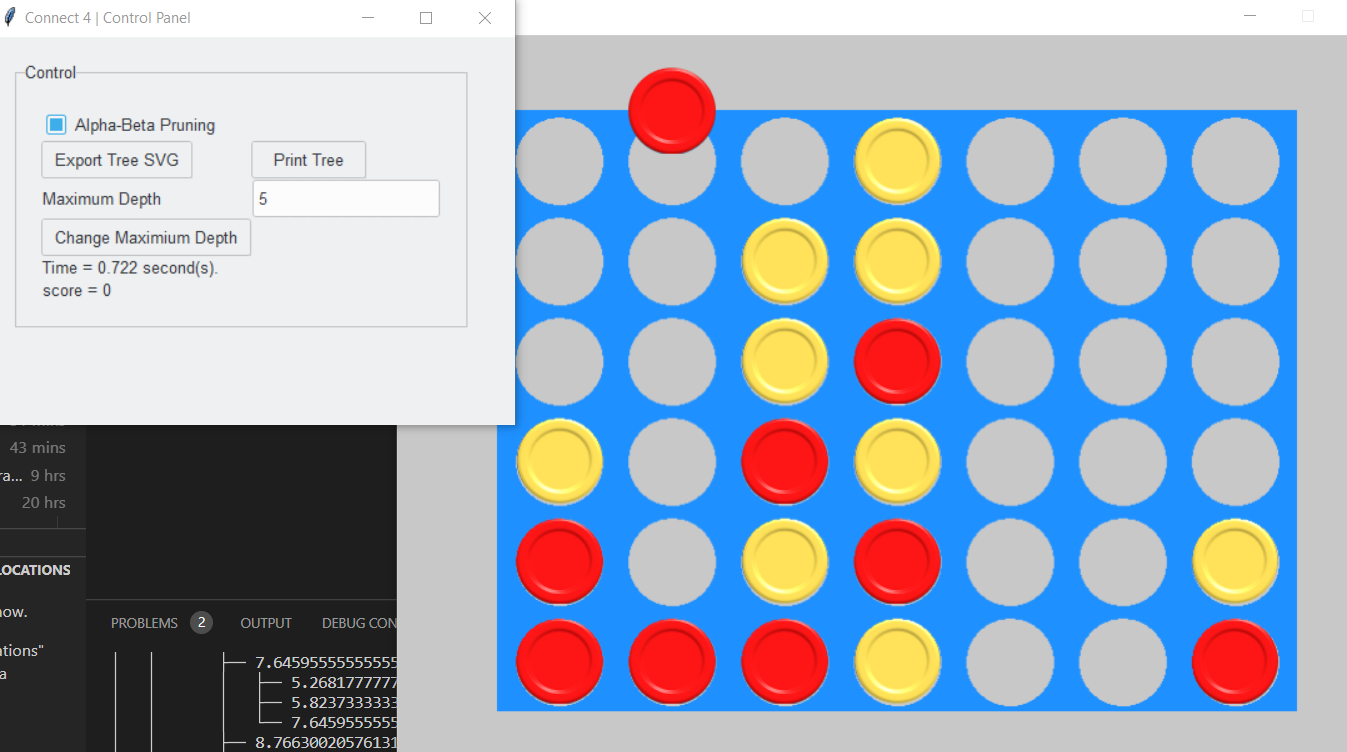 Connect 4 | Control Panel
Control
Alpha-Beta Pruning
Export Tree SVG
Print Tree
Maximum Depth
5
Change Maximium Depth
Time = 0.722 second(s).
score = 0
43 mins
ra... 9 hrs
20 hrs
LOCATIONS
now.
ations"
a
PROBLEMS 2 OUTPUT DEBUG CON
7.64595555555555
5.2681777777
5.8237333333
7.6459555555
8.76630020576131